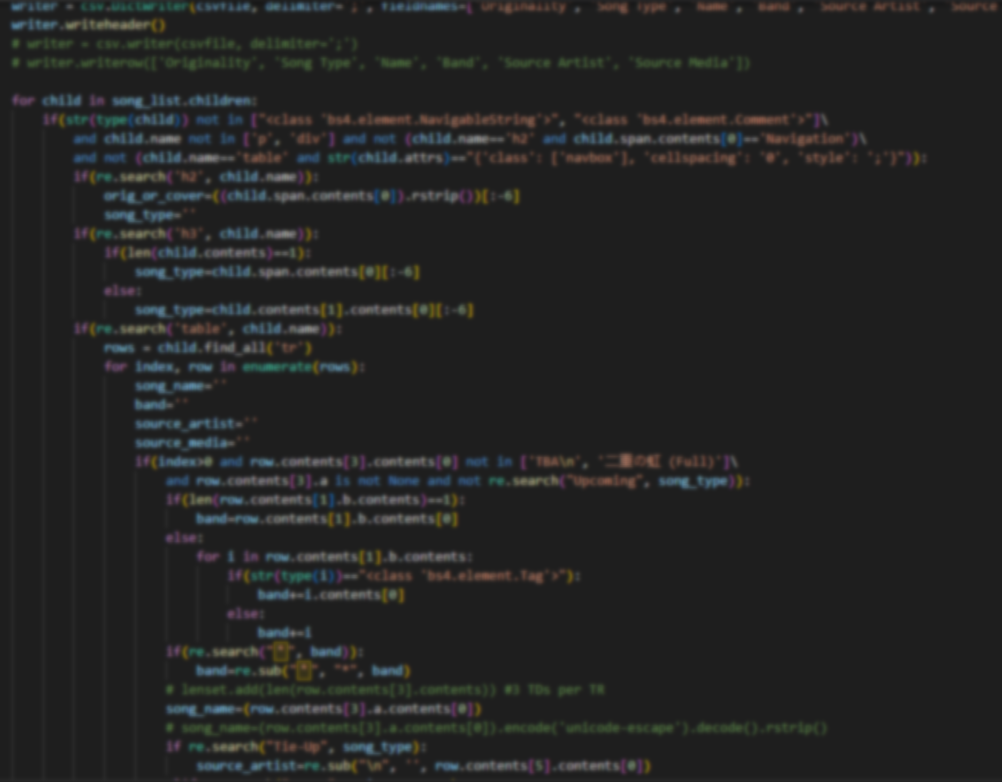 writer = csv.DictWriter(csvfile, delimiter=';', fieldnames=['Originality', 'Song Type', 'Name', 'Band', 'Source Artist', 'Source
writer.writeheader()
# writer = csv.writer(csvfile, delimiter=';')
# writer.writerow(['Originality', 'Song Type', 'Name', 'Band', 'Source Artist', 'Source Media'])
for child in song_list.children:
if(str(type(child)) not in ["<class 'bs4.element.NavigableString'>", "<class 'bs4.element.Comment'>"]\
and child.name not in ['p', 'div'] and not (child.name=='h2' and child.span.contents[0]=='Navigation')\
and not (child.name=='table' and str(child.attrs)=="{'class': ['navbox'], 'cellspacing': '0', 'style': ';'}")):
if(re.search('h2', child.name)):
orig_or_cover=((child.span.contents[0]).rstrip())[:-6]
song_type=''
if(re.search('h3', child.name)):
if(len(child.contents)==1):
song_type=child.span.contents[0][:-6]
else:
song_type=child.contents[1].contents[0][:-6]
if(re.search('table', child.name)):
rows = child.find_all('tr')
for index, row in enumerate(rows):
song_name=''
band=''
source_artist=''
source_media=''
if(index>0 and row.contents[3].contents[0] not in ['TBA\n', '二重の虹 (Full)']\
and row.contents[3].a is not None and not re.search("Upcoming", song_type)):
if(len(row.contents[1].b.contents)==1):
band=row.contents[1].b.contents[0]
else:
for i in row.contents[1].b.contents:
if(str(type(i))=="<class 'bs4.element.Tag'>"):
band+=i.contents[0]
else:
band+=i
if(re.search("", band)):
band=re.sub("", "*", band)
# lenset.add(len(row.contents[3].contents)) #3 TDs per TR
song_name=(row.contents[3].a.contents[0])
# song_name=(row.contents[3].a.contents[0]).encode('unicode-escape').decode().rstrip()
if re.search("Tie-Up", song_type):
source_artist=re.sub("\n", '', row.contents[5].contents[0])